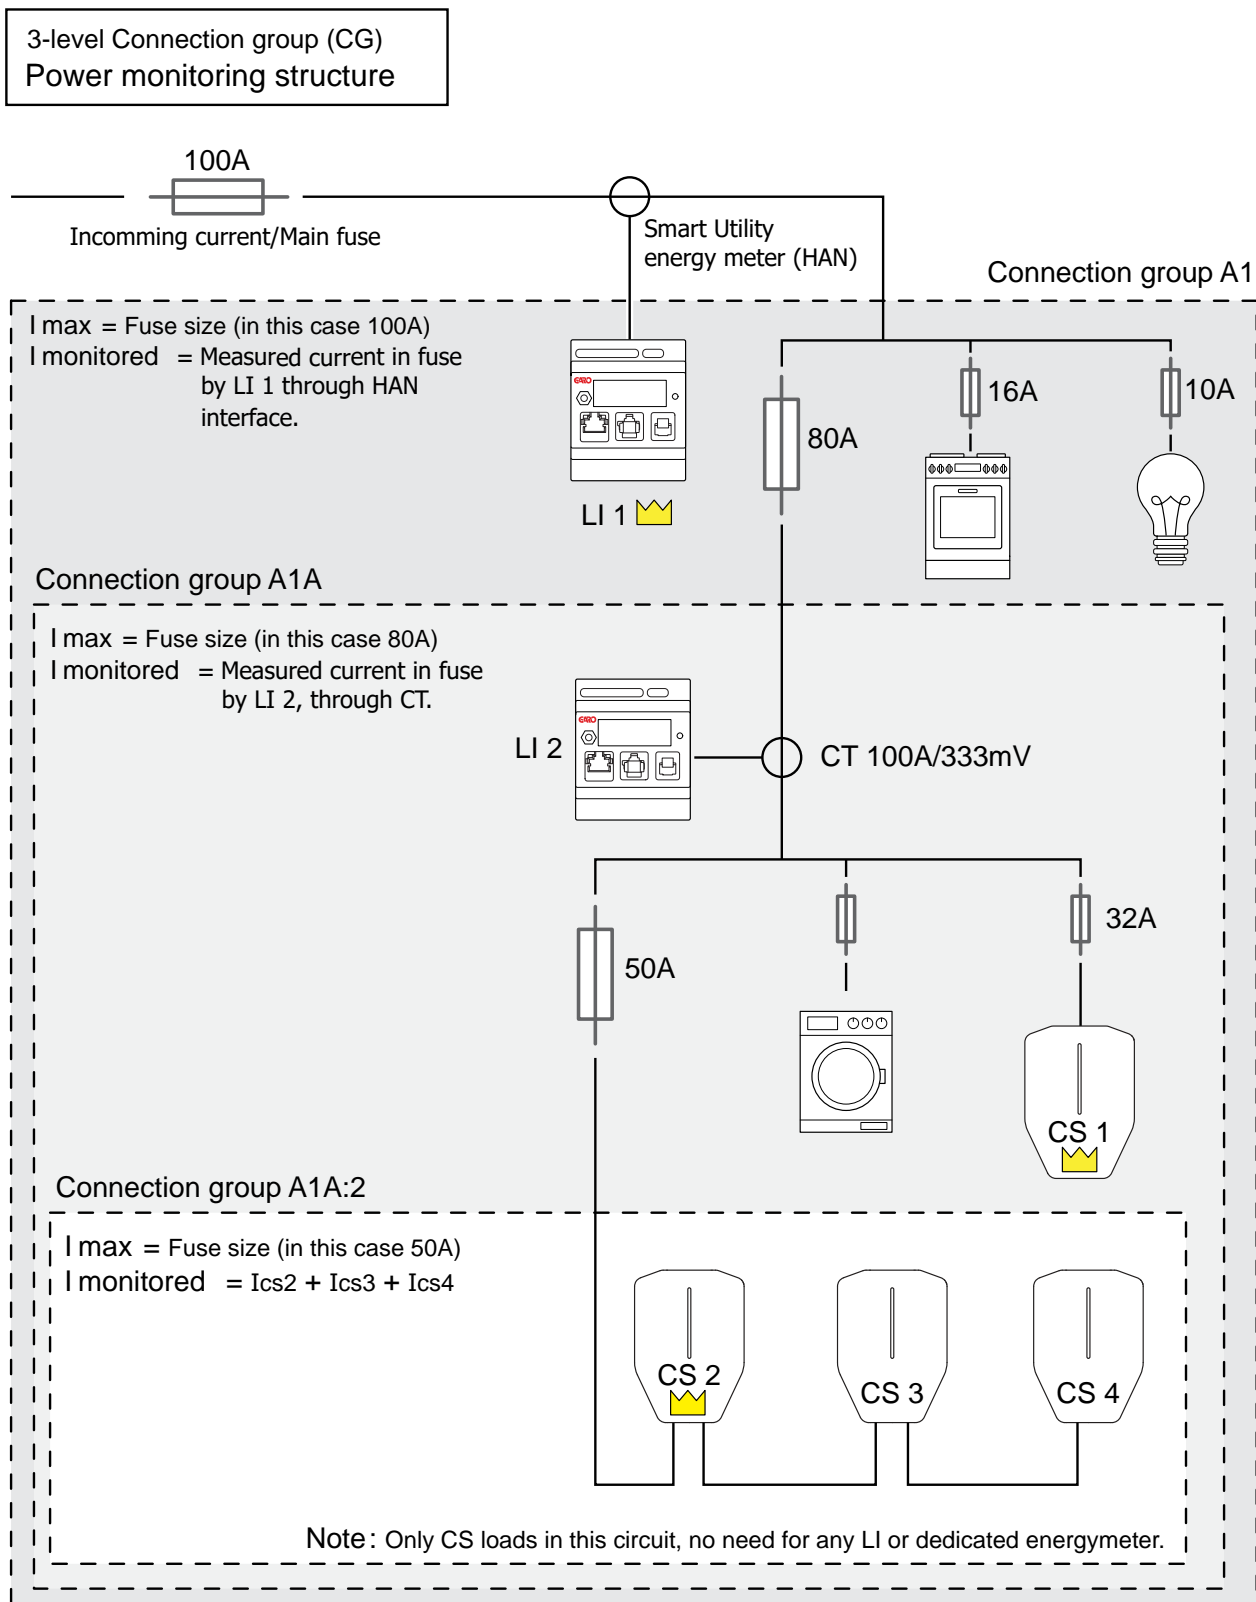 3-level Connection group (CG)
Power monitoring structure
100A
Incomming current/Main fuse
Smart Utility
energy meter (HAN)
Connection group A1
I max = Fuse size (in this case 100A)
I monitored = Measured current in fuse
by LI 1 through HAN
interface.
GARO
LI 1
80A
16A
10A
Connection group A1A
I max = Fuse size (in this case 80A)
I monitored = Measured current in fuse
by LI 2, through CT.
GARO
LI 2
CT 100A/333mV
50A
32A
CS 1
Connection group A1A:2
I max = Fuse size (in this case 50A)
I monitored = Ics2 + Ics3 + Ics4
CS 2
CS 3
CS 4
Note: Only CS loads in this circuit, no need for any LI or dedicated energymeter.